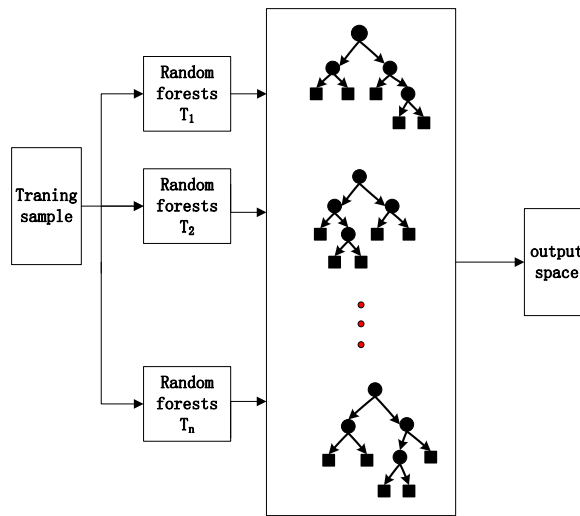 Traning
sample
Random
forests
T1
Random
forests
T2
Random
forests
Tn
output
space